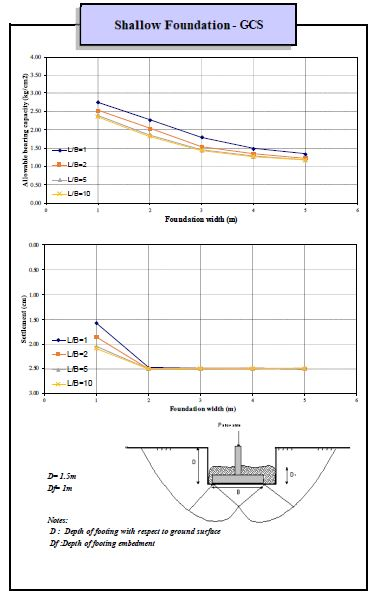 Shallow Foundation - GCS
Allowable bearing capacity (kg/cm2)
4.00
3.50
3.00
2.50
2.00
1.50
1.00
0.50
0.00
L/B=1
L/B=2
L/B=5
L/B=10
0 1 2 3 4 5 6
Foundation width (m)
Settlement (cm)
0.00
0.50
1.00
1.50
2.00
2.50
3.00
L/B=1
L/B=2
L/B=5
L/B=10
0 1 2 3 4 5 6
Foundation width (m)
D
B
D= 1.5m
Df= 1m
Notes:
D : Depth of footing with respect to ground surface
Df :Depth of footing embedment